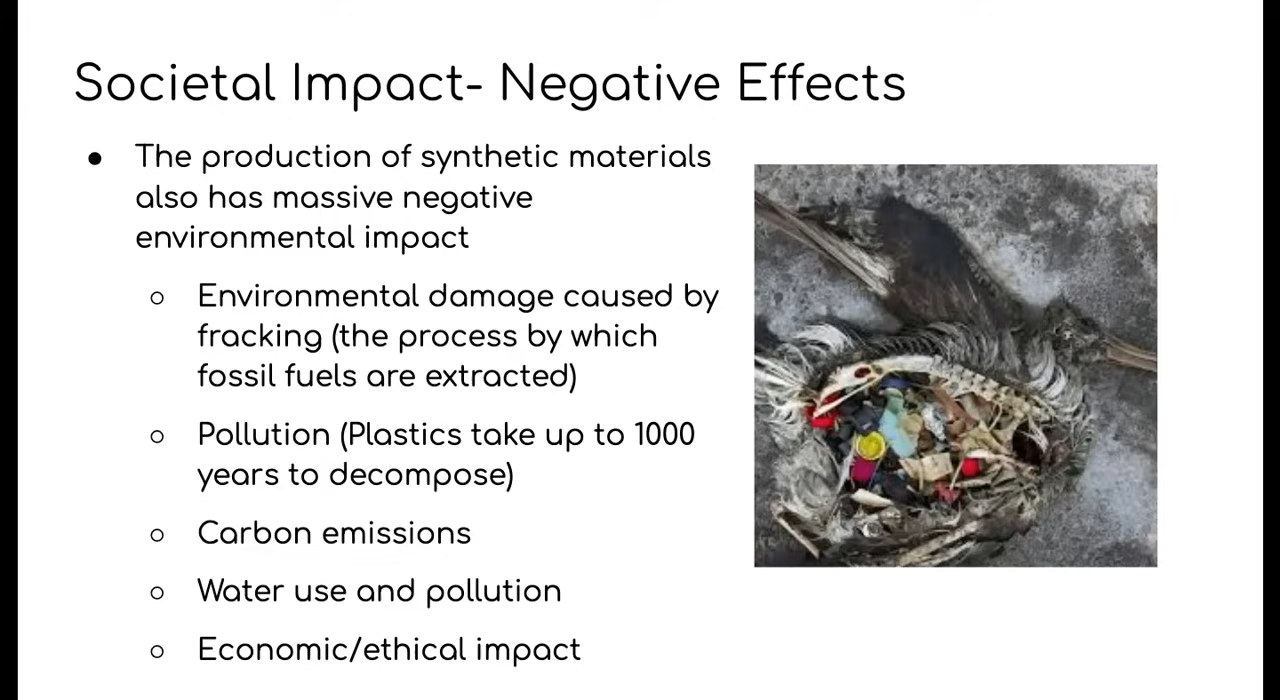 Societal Impact- Negative Effects
● The production of synthetic materials
also has massive negative
environmental impact
○ Environmental damage caused by
fracking (the process by which
fossil fuels are extracted)
○ Pollution (Plastics take up to 1000
years to decompose)
○ Carbon emissions
○ Water use and pollution
○ Economic/ethical impact